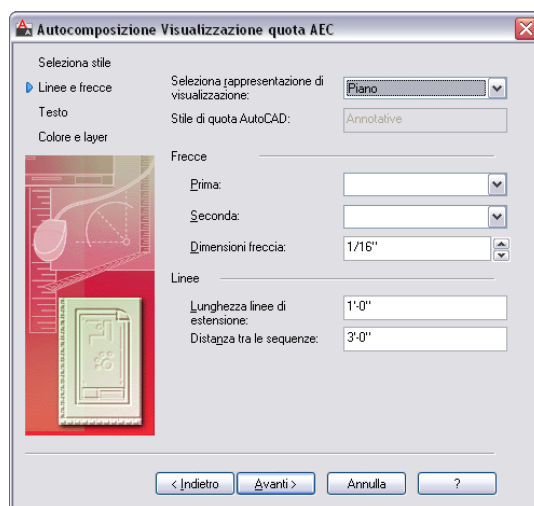 Autocomposizione Visualizzazione quota AEC
Seleziona stile
Linee e frecce
Testo
Colore e layer
Seleziona rappresentazione di
visualizzazione:
Piano
Stile di quota AutoCAD:
Annotative
Frecce
Prima:
Seconda:
Dimensioni freccia:
1/16"
Linee
Lunghezza linee di
estensione:
1'-0"
Distanza tra le sequenze:
3'-0"
< Indietro
Avanti >
Annulla
?